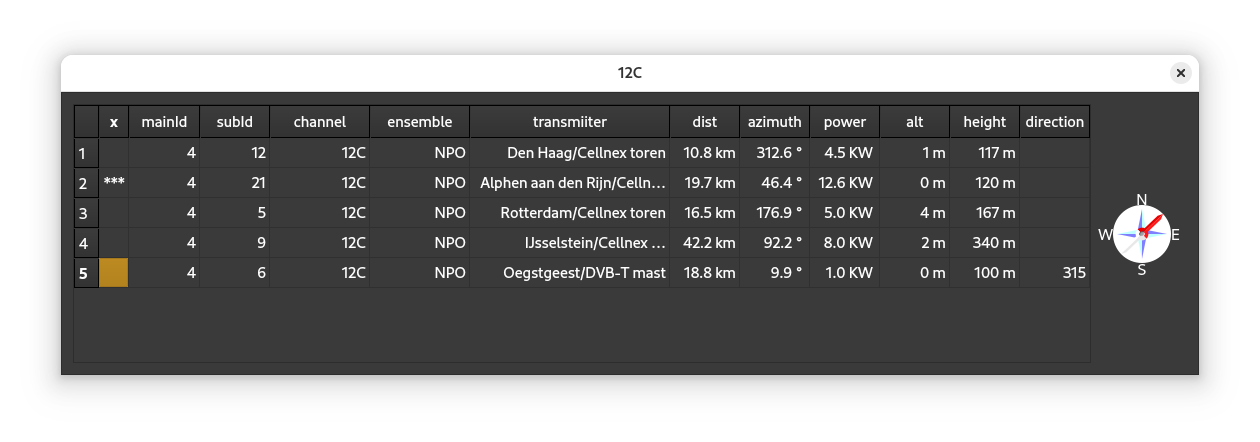 12C
x mainId subId channel ensemble transmiiter dist azimuth power alt height direction
1 4 12 12C NPO Den Haag/Cellnex toren 10.8 km 312.6 ° 4.5 KW 1 m 117 m
2 *** 4 21 12C NPO Alphen aan den Rijn/Celln... 19.7 km 46.4 ° 12.6 KW 0 m 120 m
3 4 5 12C NPO Rotterdam/Cellnex toren 16.5 km 176.9 ° 5.0 KW 4 m 167 m
4 4 9 12C NPO IJsselstein/Cellnex ... 42.2 km 92.2 ° 8.0 KW 2 m 340 m
5 4 6 12C NPO Oegstgeest/DVB-T mast 18.8 km 9.9 ° 1.0 KW 0 m 100 m 315
N
W E
S